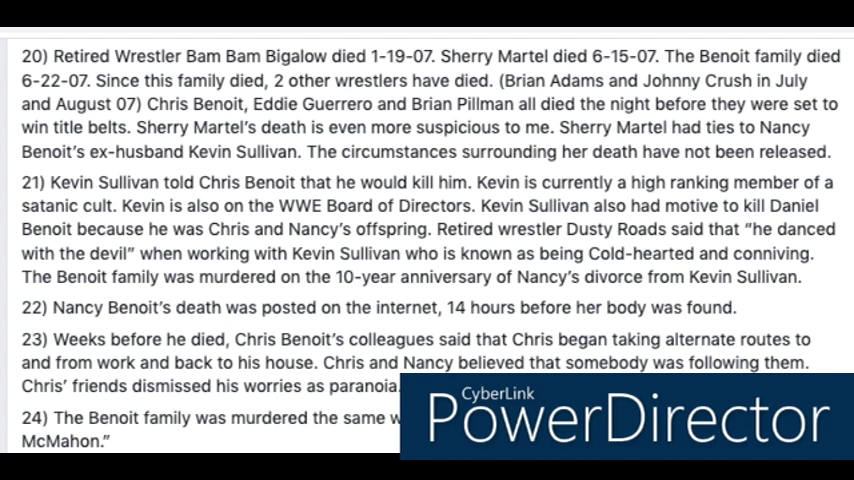 20) Retired Wrestler Bam Bam Bigalow died 1-19-07. Sherry Martel died 6-15-07. The Benoit family died
6-22-07. Since this family died, 2 other wrestlers have died. (Brian Adams and Johnny Crush in July
and August 07) Chris Benoit, Eddie Guerrero and Brian Pillman all died the night before they were set to
win title belts. Sherry Martel's death is even more suspicious to me. Sherry Martel had ties to Nancy
Benoit's ex-husband Kevin Sullivan. The circumstances surrounding her death have not been released.
21) Kevin Sullivan told Chris Benoit that he would kill him. Kevin is currently a high ranking member of a
satanic cult. Kevin is also on the WWE Board of Directors. Kevin Sullivan also had motive to kill Daniel
Benoit because he was Chris and Nancy's offspring. Retired wrestler Dusty Roads said that "he danced
with the devil" when working with Kevin Sullivan who is known as being Cold-hearted and conniving.
The Benoit family was murdered on the 10-year anniversary of Nancy's divorce from Kevin Sullivan.
22) Nancy Benoit's death was posted on the internet, 14 hours before her body was found.
23) Weeks before he died, Chris Benoit's colleagues said that Chris began taking alternate routes to
and from work and back to his house. Chris and Nancy believed that somebody was following them.
Chris' friends dismissed his worries as paranoia.
24) The Benoit family was murdered the same
McMahon."
CyberLink
PowerDirector